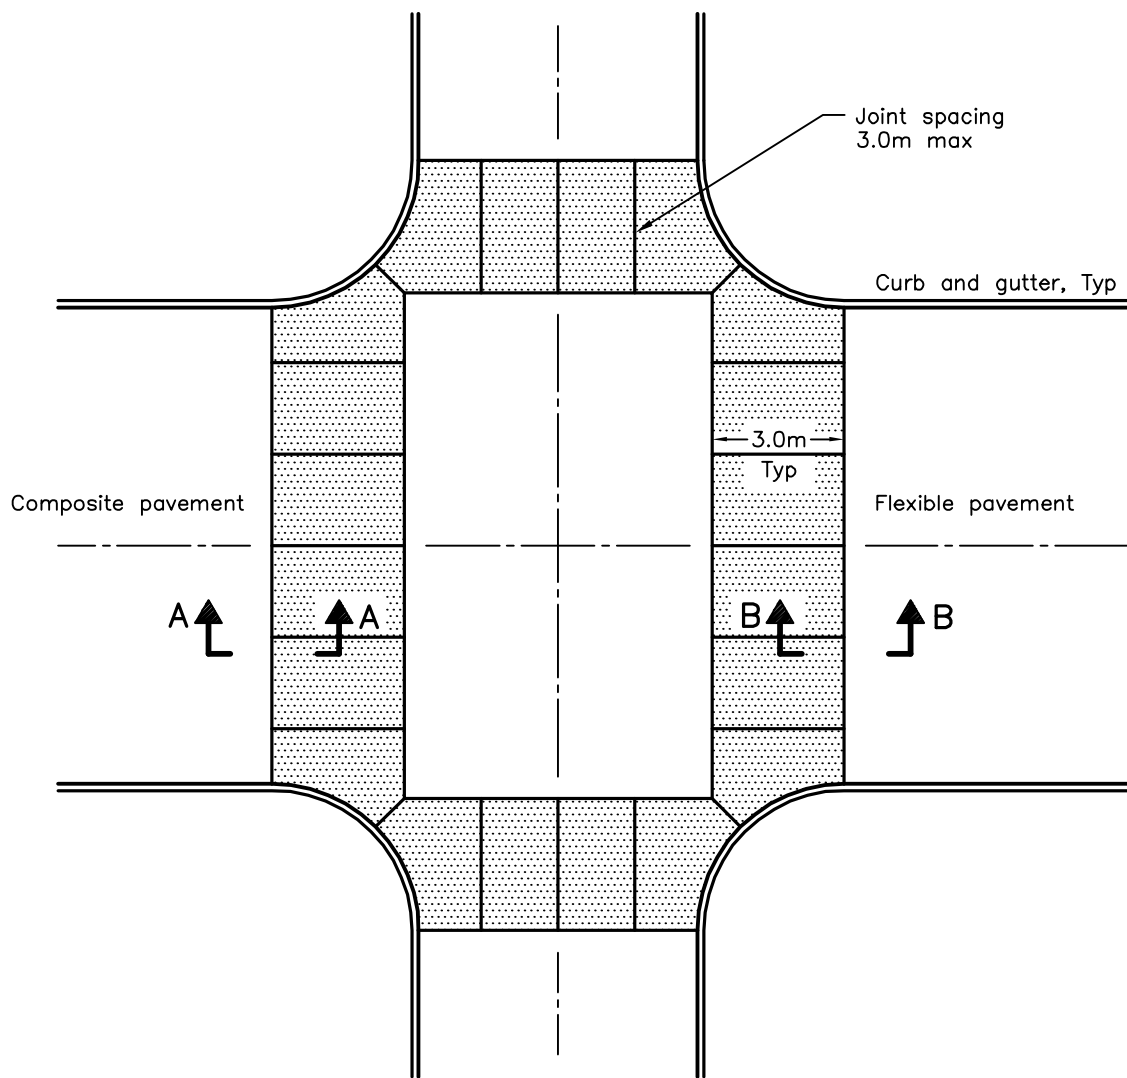 Joint spacing
3.0m max
Curb and gutter, Typ
3.0m
Typ
Composite pavement
Flexible pavement
A
A
B
B